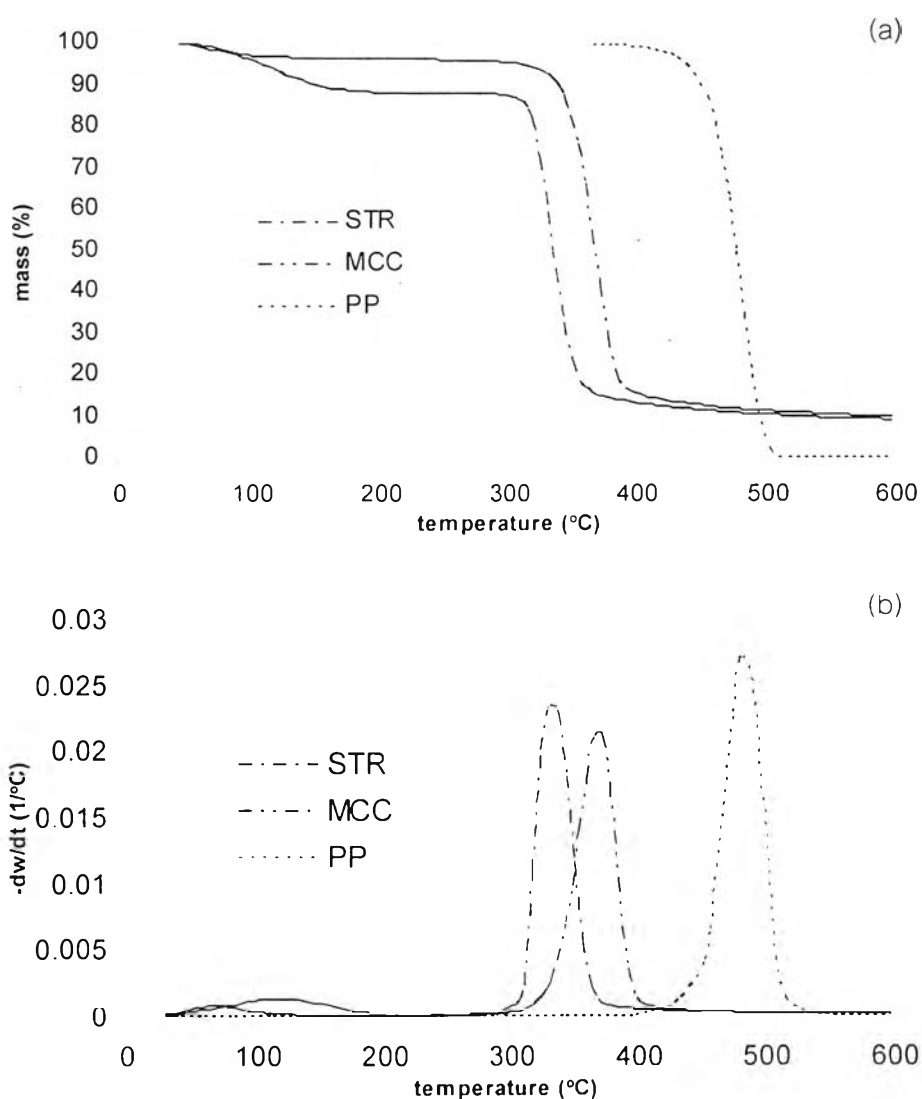 (a)
100
90
80
70
60
50
40
30
20
10
0
mass (%)
STR
MCC
PP
0 100 200 300 400 500 600
temperature (°C)
(b)
0.03
0.025
0.02
0.015
0.01
0.005
0
-dw/dt (1/°C)
STR
MCC
PP
0 100 200 300 400 500 600
temperature (°C)